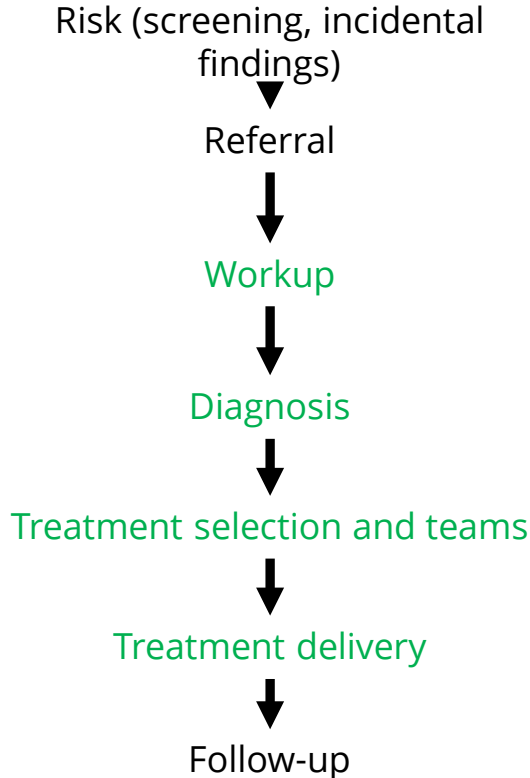 Risk (screening, incidental
findings)
Referral
Workup
Diagnosis
Treatment selection and teams
Treatment delivery
Follow-up